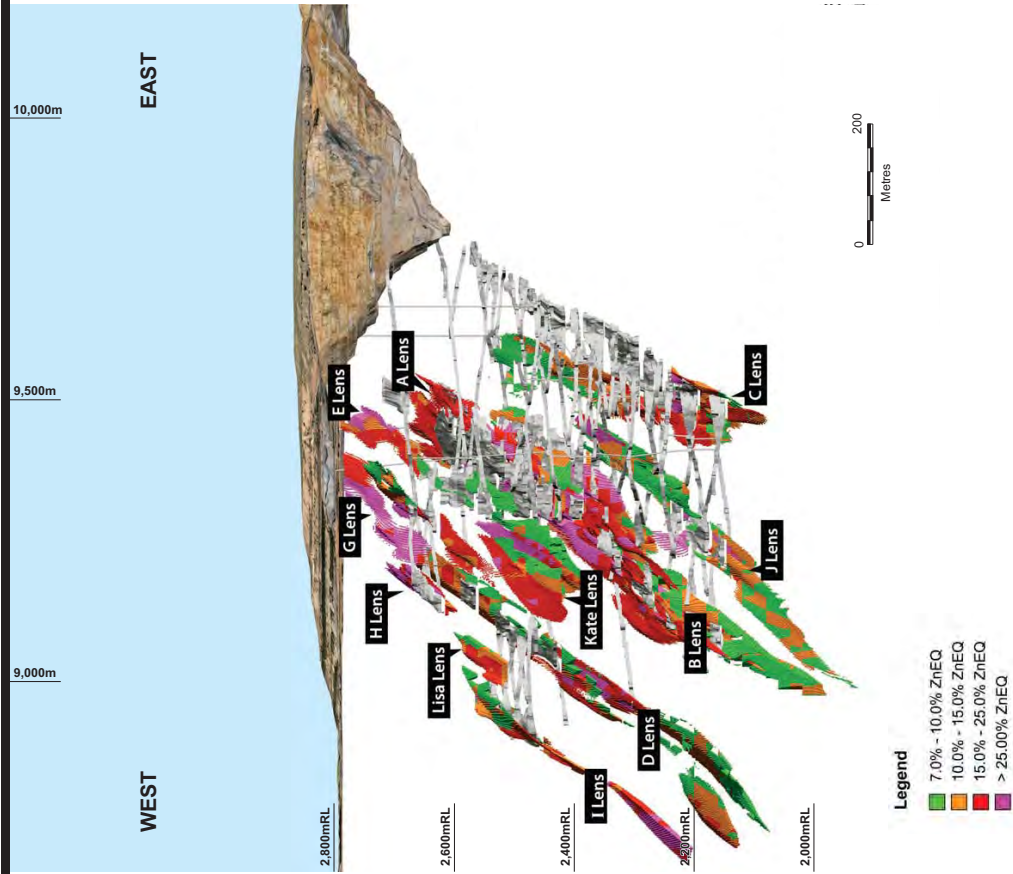 WEST
EAST
9,000m
9,500m
10,000m
2,800mRL
2,600mRL
2,400mRL
2,200mRL
2,000mRL
E Lens
A Lens
G Lens
H Lens
Lisa Lens
Kate Lens
C Lens
J Lens
B Lens
D Lens
I Lens
0
200
Metres
Legend
7.0% - 10.0% ZnEQ
10.0% - 15.0% ZnEQ
15.0% - 25.0% ZnEQ
> 25.00% ZnEQ